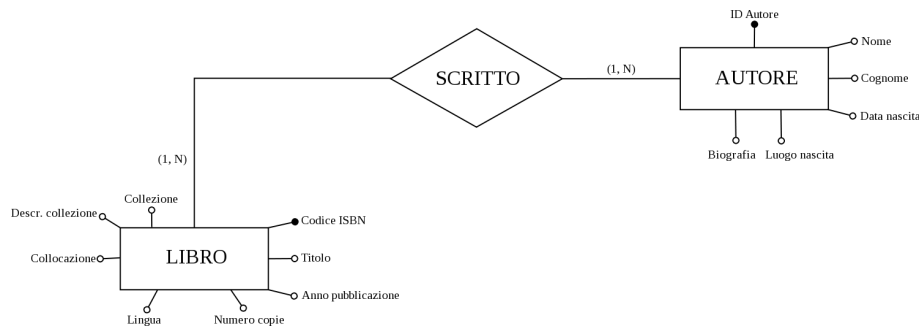 ID Autore
Nome
SCRITTO
(1, N)
AUTORE
Cognome
Data nascita
Biografia
Luogo nascita
(1, N)
Collezione
Descr. collezione
Codice ISBN
Collocazione
LIBRO
Titolo
Anno pubblicazione
Lingua
Numero copie